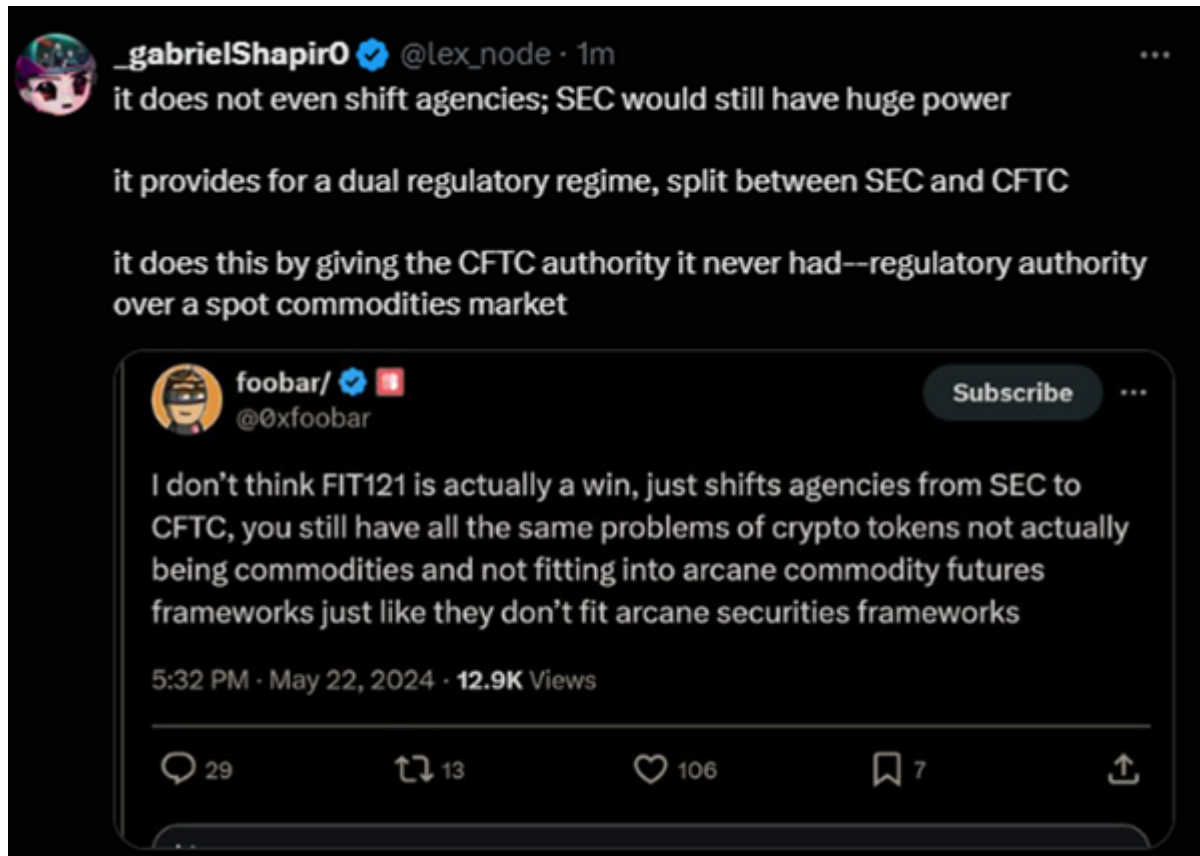 _gabrielShapir0 @lex_node · 1m
it does not even shift agencies; SEC would still have huge power
it provides for a dual regulatory regime, split between SEC and CFTC
it does this by giving the CFTC authority it never had--regulatory authority
over a spot commodities market
foobar/
Subscribe
@0xfoobar
I don't think FIT121 is actually a win, just shifts agencies from SEC to
CFTC, you still have all the same problems of crypto tokens not actually
being commodities and not fitting into arcane commodity futures
frameworks just like they don't fit arcane securities frameworks
5:32 PM · May 22, 2024 · 12.9K Views
29 13 106 7